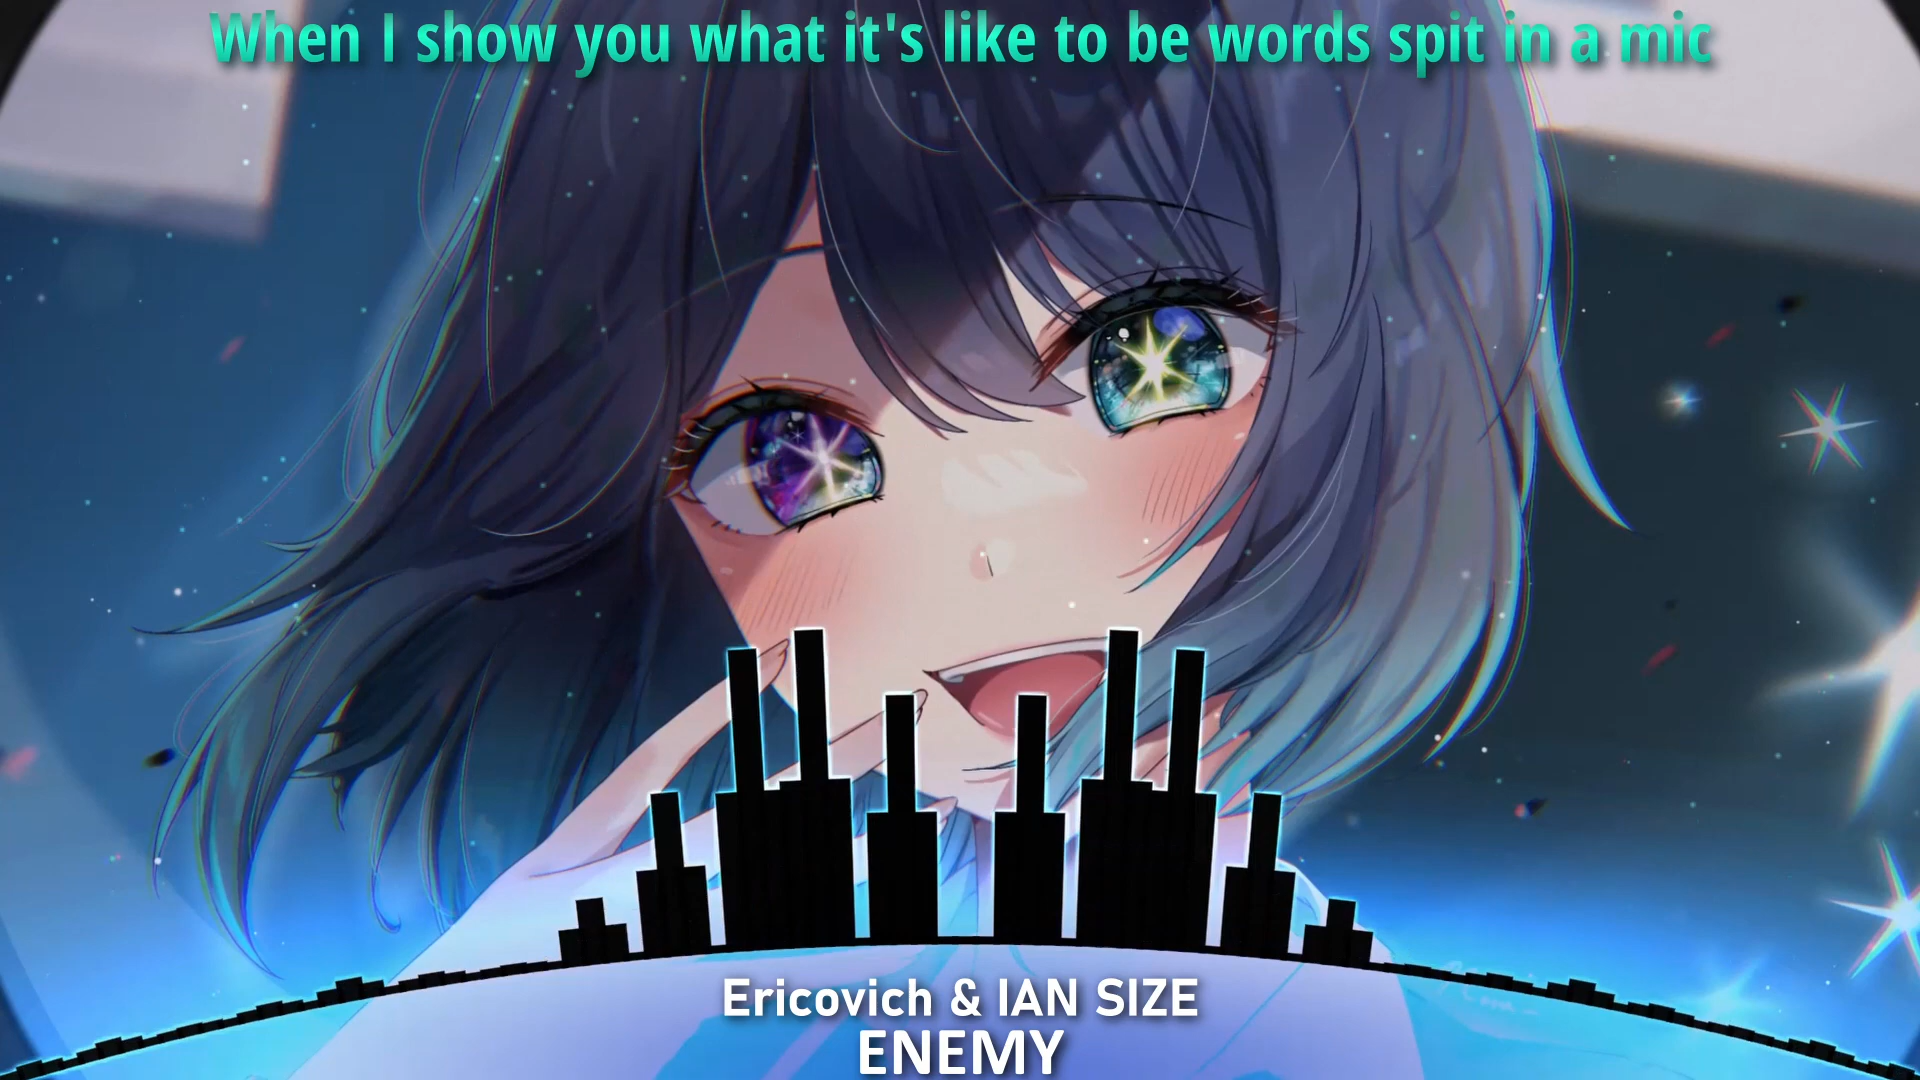 When I show you what it's like to be words spit in a mic
Ericovich & IAN SIZE
ENEMY